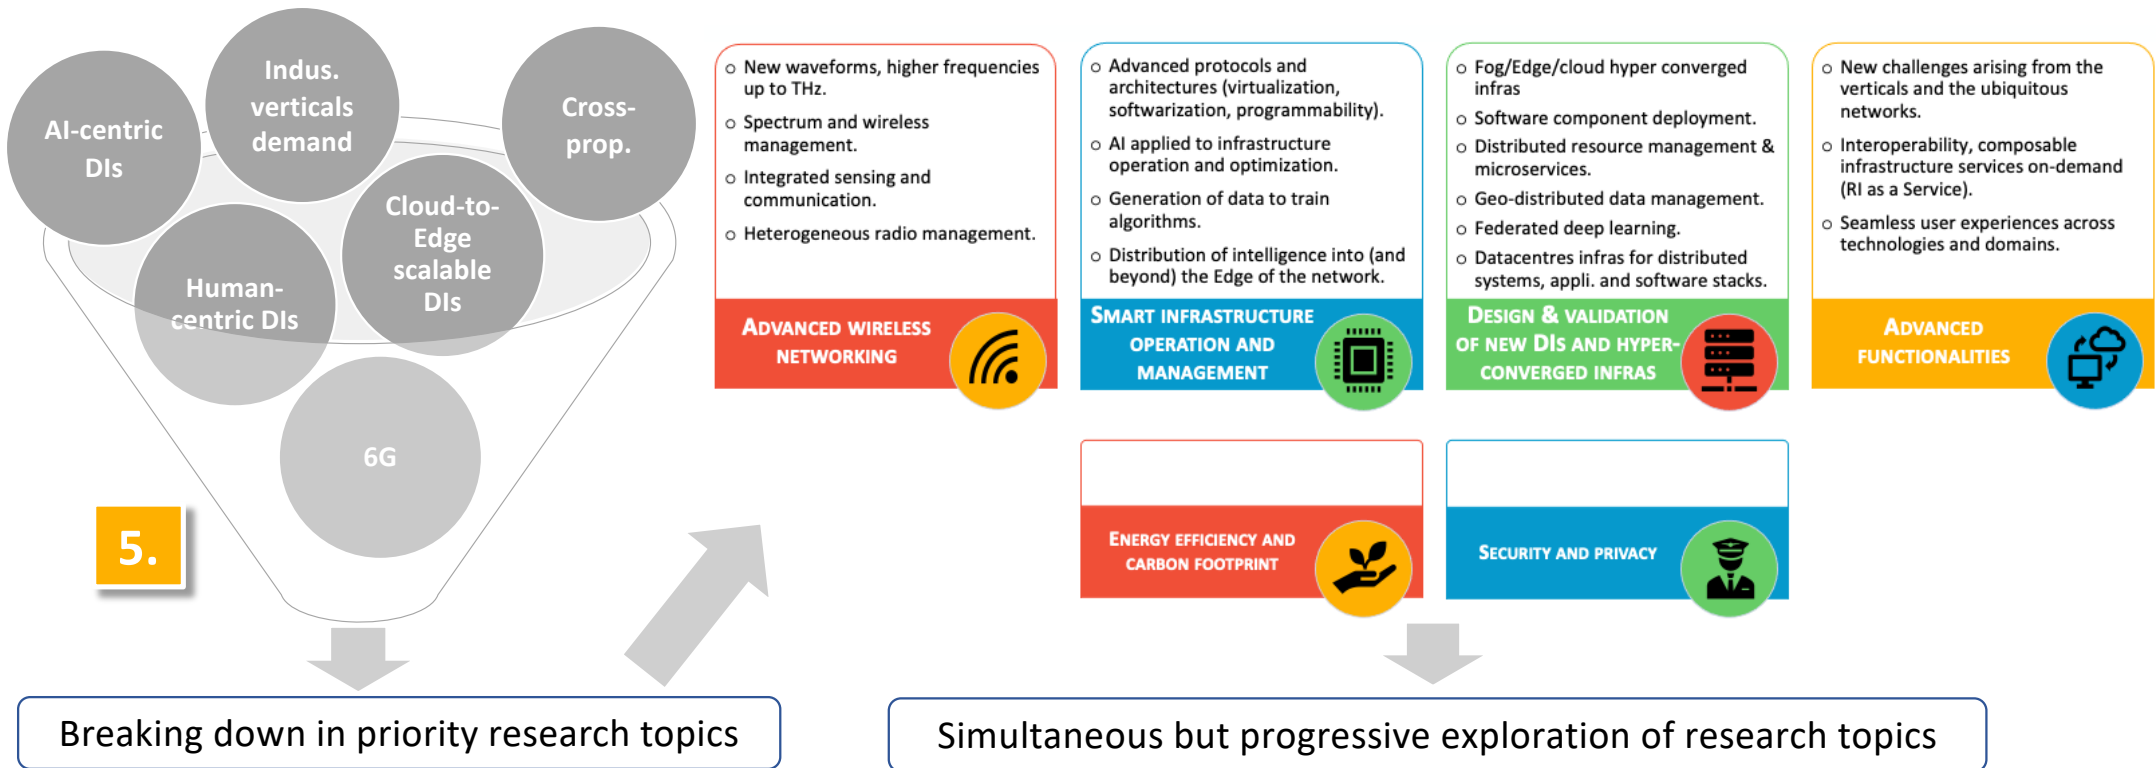 AI-centric
DIs
Indus.
verticals
demand
Cross-
prop.
Cloud-to-
Edge
scalable
DIs
Human-
centric DIs
6G
5.
Breaking down in priority research topics
○ New waveforms, higher frequencies
up to THz.
○ Spectrum and wireless
management.
○ Integrated sensing and
communication.
○ Heterogeneous radio management.
ADVANCED WIRELESS
NETWORKING
○ Advanced protocols and
architectures (virtualization,
softwarization, programmability).
○ AI applied to infrastructure
operation and optimization.
○ Generation of data to train
algorithms.
○ Distribution of intelligence into (and
beyond) the Edge of the network.
SMART INFRASTRUCTURE
OPERATION AND
MANAGEMENT
○ Fog/Edge/cloud hyper converged
infras
○ Software component deployment.
○ Distributed resource management &
microservices.
○ Geo-distributed data management.
○ Federated deep learning.
○ Datacentres infras for distributed
systems, appli. and software stacks.
DESIGN & VALIDATION
OF NEW DIS AND HYPER-
CONVERGED INFRAS
○ New challenges arising from the
verticals and the ubiquitous
networks.
○ Interoperability, composable
infrastructure services on-demand
(RI as a Service).
○ Seamless user experiences across
technologies and domains.
ADVANCED
FUNCTIONALITIES
ENERGY EFFICIENCY AND
CARBON FOOTPRINT
SECURITY AND PRIVACY
Simultaneous but progressive exploration of research topics